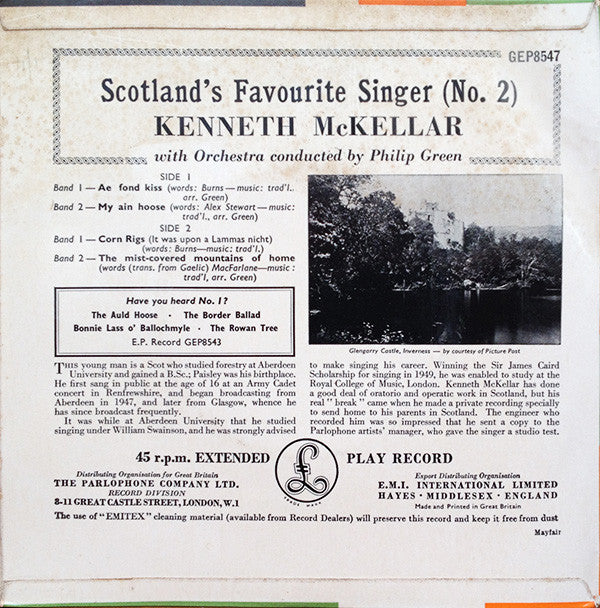 GEP8547
Scotland's Favourite Singer (No. 2)
KENNETH McKELLAR
with Orchestra conducted by Philip Green
SIDE 1
Band 1 — Ae fond kiss (words: Burns — music: trad'l..
arr. Green)
Band 2 — My ain hoose (words: Alex Stewart — music:
trad'l., arr. Green)
SIDE 2
Band 1 — Corn Rigs (It was upon a Lammas nicht)
(words: Burns—music: trad'l.)
Band 2 — The mist-covered mountains of home
(words (trans. from Gaelic) MacFarlane—music:
trad'l, arr. Green)
Have you heard No. 1?
The Auld Hoose · The Border Ballad
Bonnie Lass o' Ballochmyle · The Rowan Tree
E.P. Record GEP8543
Glengarry Castle, Inverness — by courtesy of Picture Post
THIS young man is a Scot who studied forestry at Aberdeen
University and gained a B.Sc.; Paisley was his birthplace.
He first sang in public at the age of 16 at an Army Cadet
concert in Renfrewshire, and began broadcasting from
Aberdeen in 1947, and later from Glasgow, whence he
has since broadcast frequently.
It was while at Aberdeen University that he studied
singing under William Swainson, and he was strongly advised
to make singing his career. Winning the Sir James Caird
Scholarship for singing in 1949, he was enabled to study at the
Royal College of Music, London. Kenneth McKellar has done
a good deal of oratorio and operatic work in Scotland, but his
real "break" came when he made a private recording specially
to send home to his parents in Scotland. The engineer who
recorded him was so impressed that he sent a copy to the
Parlophone artists' manager, who gave the singer a studio test.
45 r.p.m. EXTENDED £ PLAY RECORD
TRADE MARK
Distributing Organisation for Great Britain
THE PARLOPHONE COMPANY LTD.
RECORD DIVISION
8-11 GREAT CASTLE STREET, LONDON, W.1
Export Distributing Organisation
E.M.I. INTERNATIONAL LIMITED
HAYES · MIDDLESEX · ENGLAND
Made and Printed in Great Britain
The use of "EMITEX" cleaning material (available from Record Dealers) will preserve this record and keep it free from dust
Mayfair